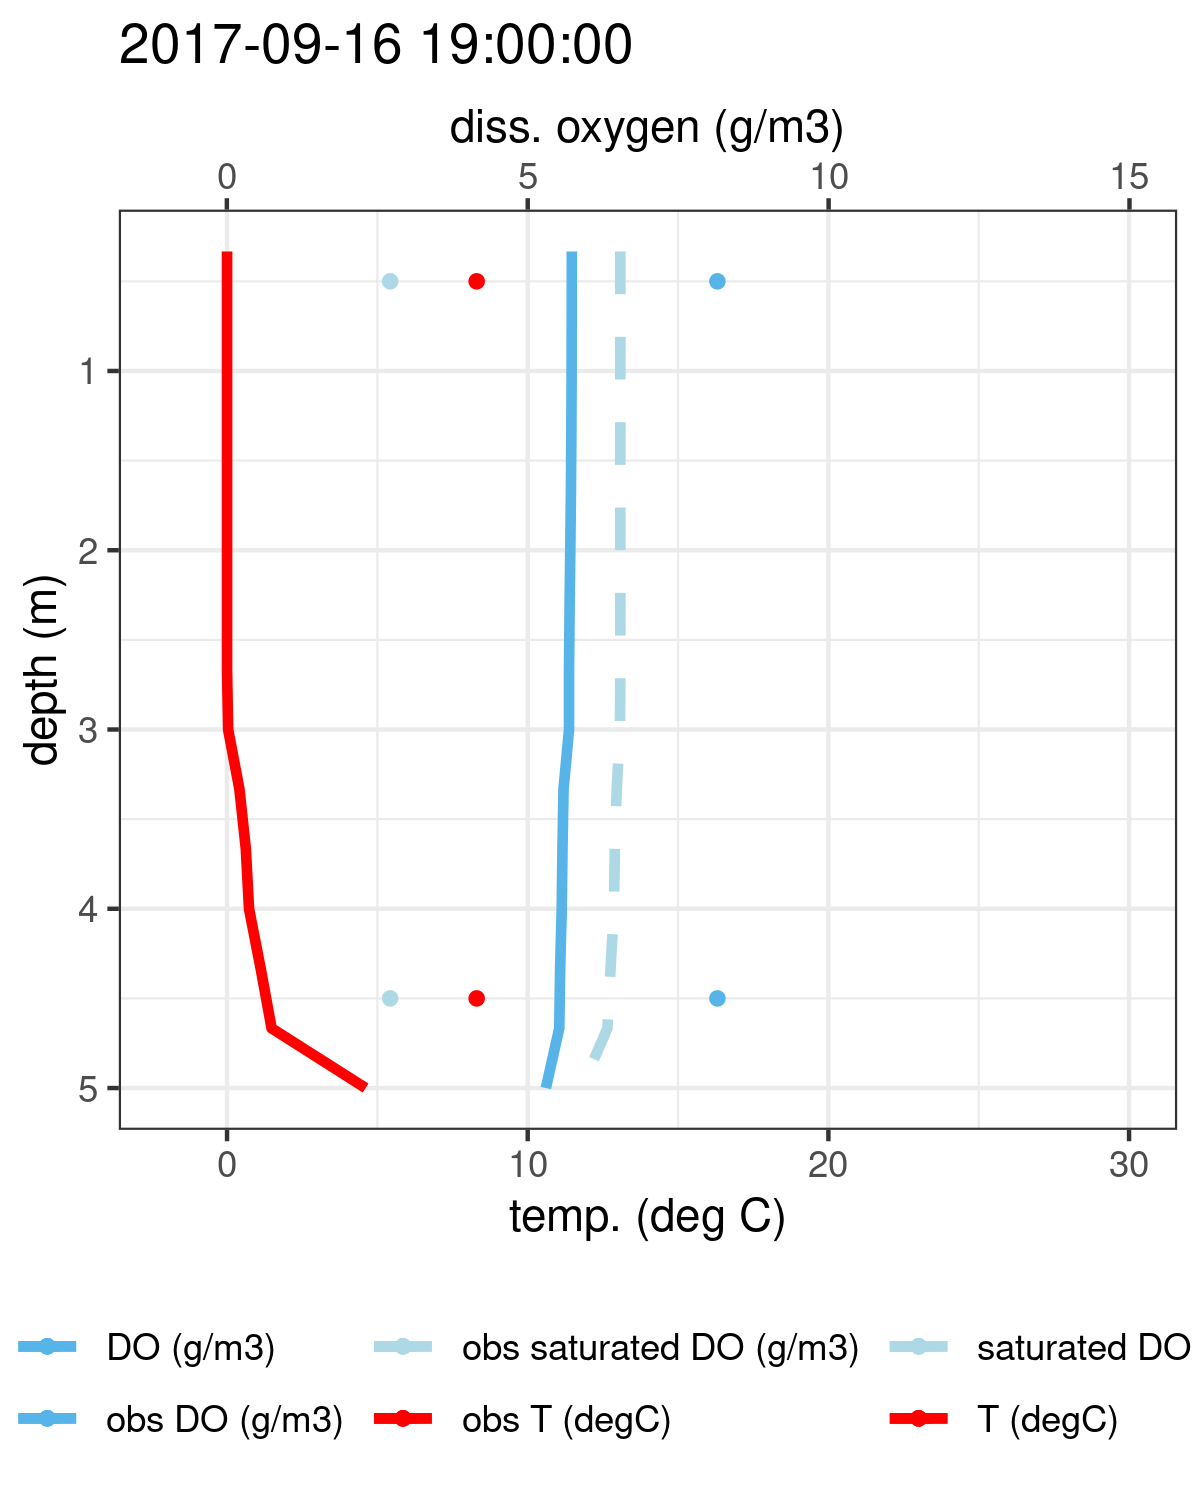 2017-09-16 19:00:00
diss. oxygen (g/m3)
0 5 10 15
depth (m)
1
2
3
4
5
0 10 20 30
temp. (deg C)
DO (g/m3) obs saturated DO (g/m3) saturated DO
obs DO (g/m3) obs T (degC) T (degC)